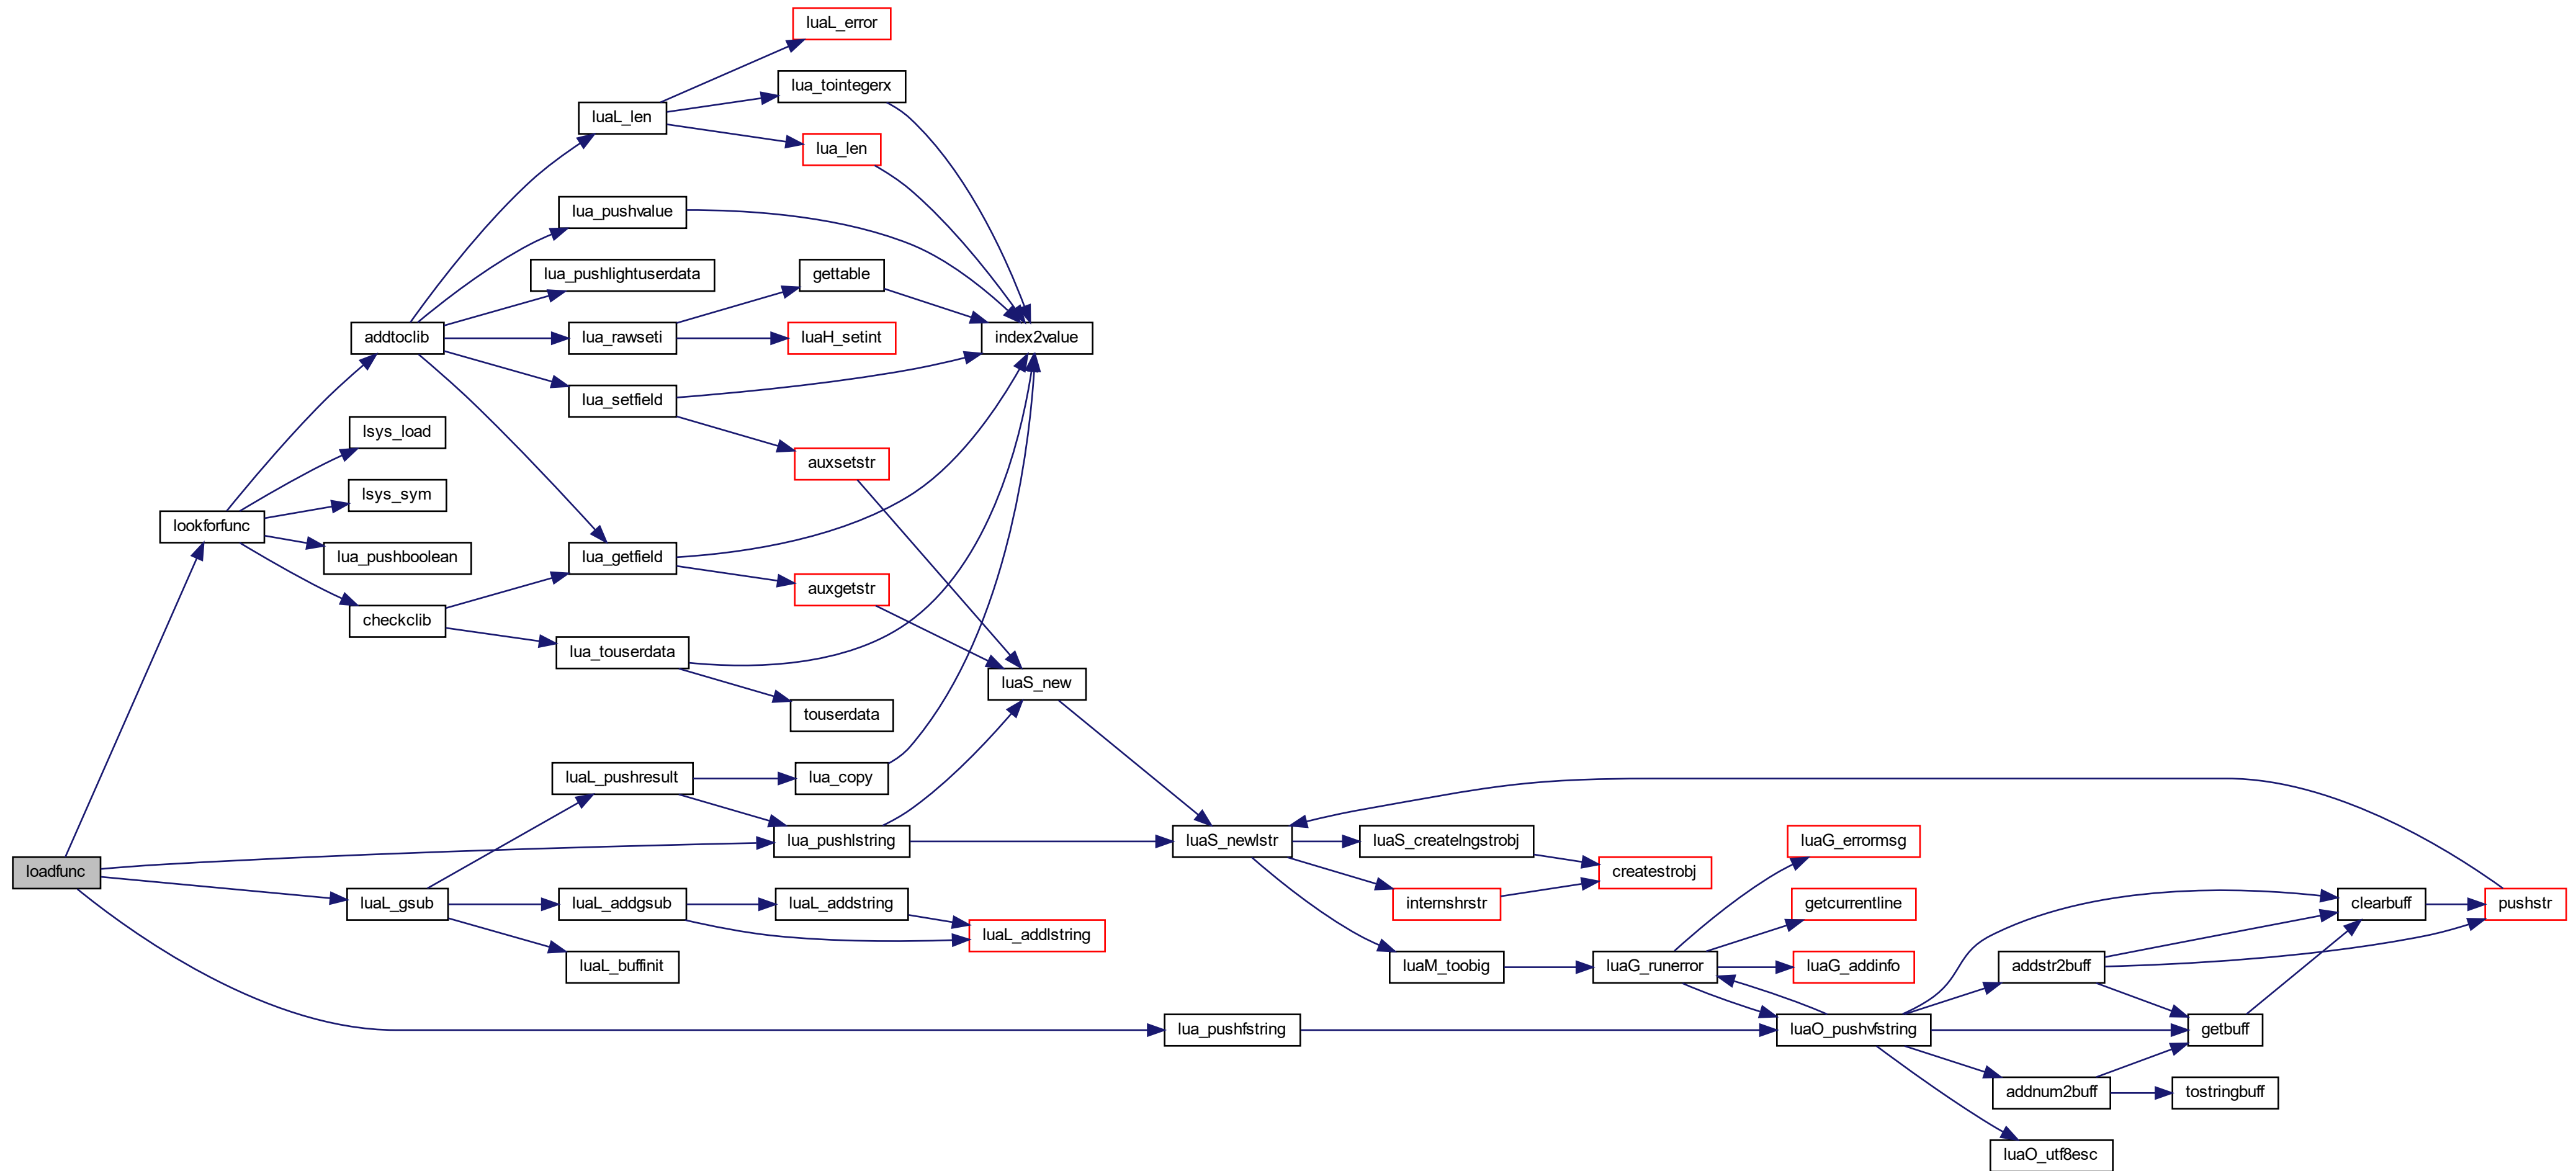 luaL_error
lua_tointegerx
luaL_len
lua_len
lua_pushvalue
lua_pushlightuserdata
gettable
addtoclib
lua_rawseti
luaH_setint
index2value
lua_setfield
lsys_load
auxsetstr
lsys_sym
lookforfunc
lua_pushboolean
lua_getfield
auxgetstr
checkclib
lua_touserdata
luaS_new
touserdata
luaL_pushresult
lua_copy
lua_pushlstring
luaS_newlstr
luaS_createlngstrobj
luaG_errormsg
loadfunc
createstrobj
luaL_gsub
luaL_addgsub
luaL_addstring
internshrstr
getcurrentline
clearbuff
pushstr
luaL_addlstring
luaL_buffinit
luaM_toobig
luaG_runerror
luaG_addinfo
addstr2buff
lua_pushfstring
luaO_pushvfstring
getbuff
addnum2buff
tostringbuff
luaO_utf8esc